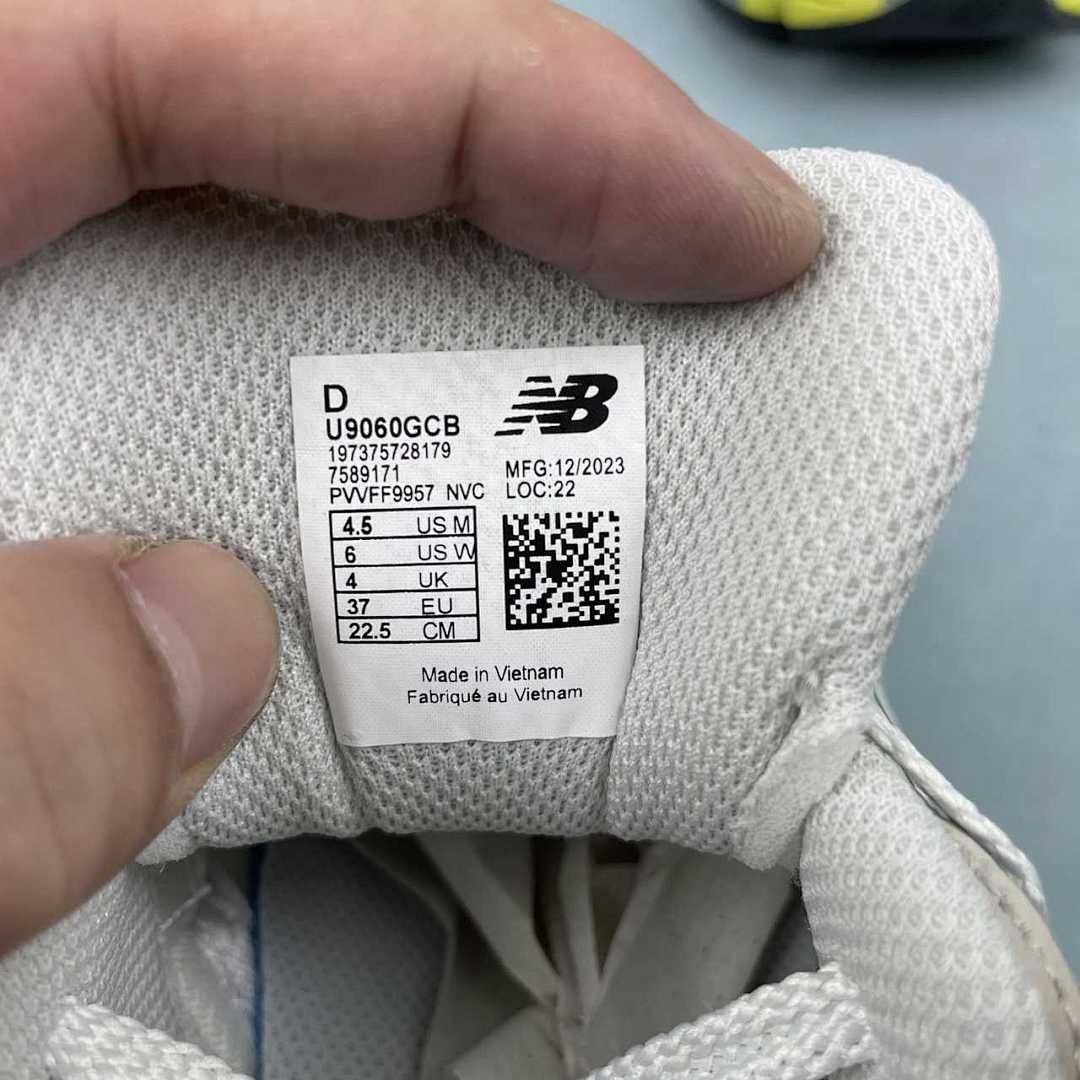 D
U9060GCB
NB
197375728179
7589171
PVVFF9957 NVC
MFG:12/2023
LOC:22
4.5 US M
6 US W
4 UK
37 EU
22.5 CM
Made in Vietnam
Fabriqué au Vietnam